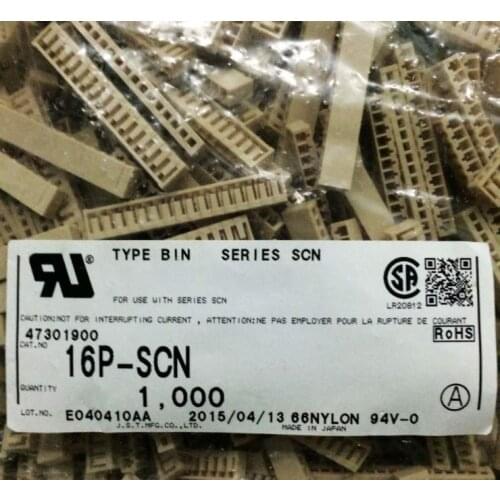 TYPE BIN SERIES SCN
FOR USE WITH SERIES SCN
LR20812
CAUTION:NOT FOR INTERRUPTING CURRENT , ATTENTION:NE PAS EMPLOYER POUR LA RUPTURE DE COURANT
47301900
RoHS
CAT.NO
16P-SCN
QUANTITY
1,000
A
LOT.NO. E040410AA 2015/04/13 66NYLON 94V-0
J.S.T.MFG.CO.,LTD. MADE IN JAPAN